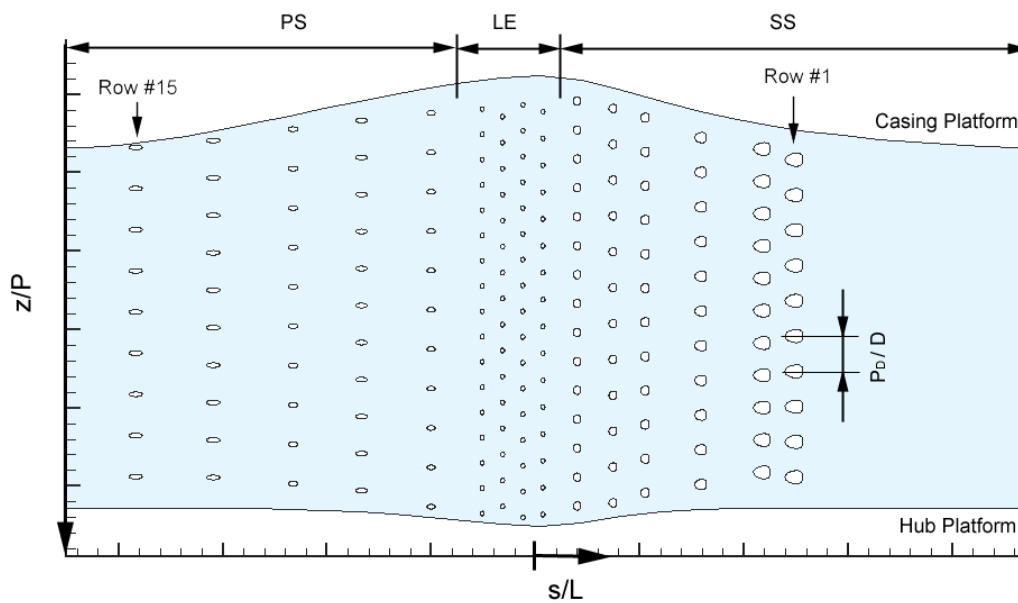 PS LE SS
Row #15
Row #1
Casing Platform
z/P
P_D / D
Hub Platform
s/L